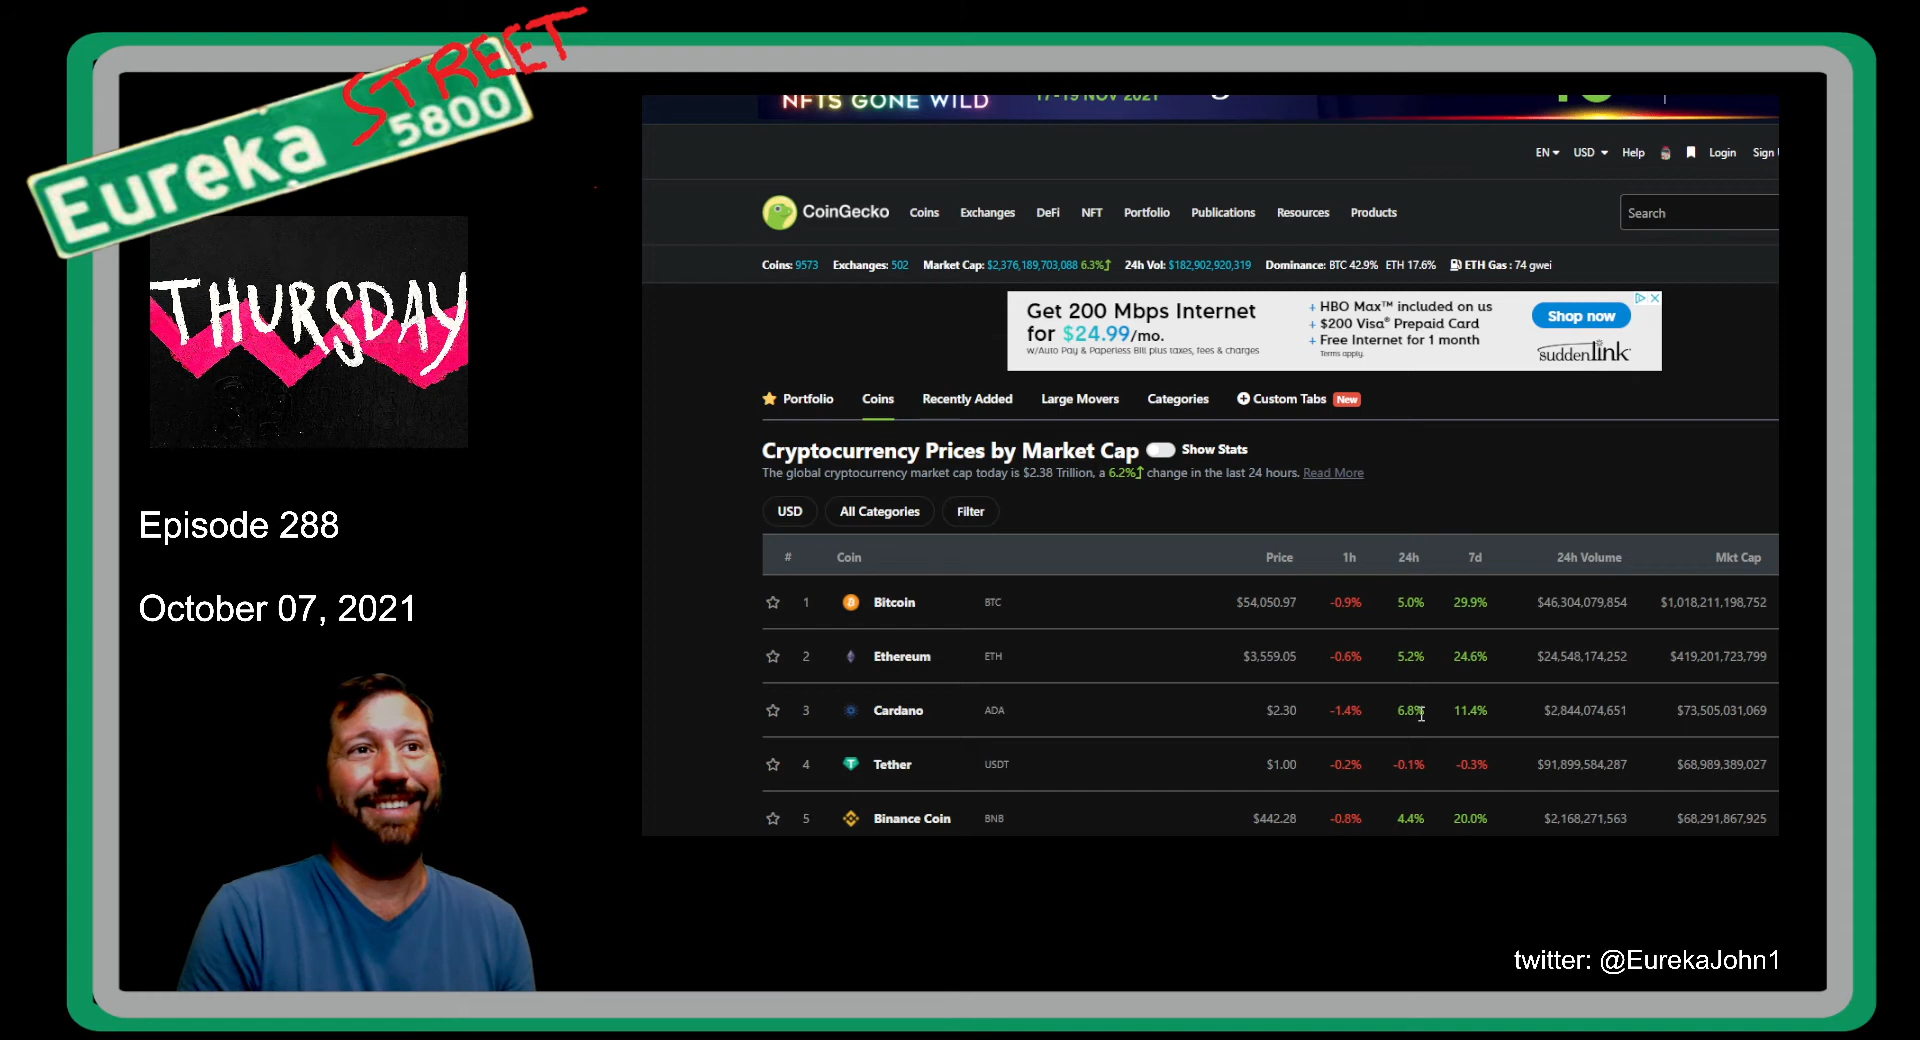 Eureka STREET
5800
THURSDAY
Episode 288
October 07, 2021
NFTS GONE WILD 17-19 NOV 2021
EN USD Help Login Sign
CoinGecko Coins Exchanges DeFi NFT Portfolio Publications Resources Products Search
Coins: 9573 Exchanges: 502 Market Cap: $2,376,189,703,088 6.3% 24h Vol: $182,902,920,319 Dominance: BTC 42.9% ETH 17.6% ETH Gas : 74 gwei
Get 200 Mbps Internet
for $24.99/mo.
w/Auto Pay & Paperless Bill plus taxes, fees & charges
+ HBO Max™ included on us
+ $200 Visa® Prepaid Card
+ Free Internet for 1 month
Terms apply.
Shop now
suddenlink
Portfolio Coins Recently Added Large Movers Categories Custom Tabs New
Cryptocurrency Prices by Market Cap Show Stats
The global cryptocurrency market cap today is $2.38 Trillion, a 6.2% change in the last 24 hours. Read More
USD All Categories Filter
# Coin Price 1h 24h 7d 24h Volume Mkt Cap
1 Bitcoin BTC $54,050.97 -0.9% 5.0% 29.9% $46,304,079,854 $1,018,211,198,752
2 Ethereum ETH $3,559.05 -0.6% 5.2% 24.6% $24,548,174,252 $419,201,723,799
3 Cardano ADA $2.30 -1.4% 6.8% 11.4% $2,844,074,651 $73,505,031,069
4 Tether USDT $1.00 -0.2% -0.1% -0.3% $91,899,584,287 $68,989,389,027
5 Binance Coin BNB $442.28 -0.8% 4.4% 20.0% $2,168,271,563 $68,291,867,925
twitter: @EurekaJohn1